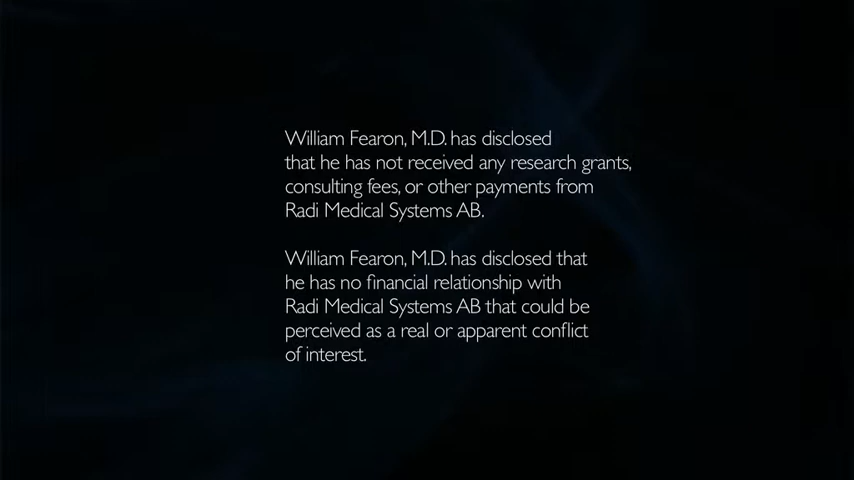 William Fearon, M.D. has disclosed
that he has not received any research grants,
consulting fees, or other payments from
Radi Medical Systems AB.
William Fearon, M.D. has disclosed that
he has no financial relationship with
Radi Medical Systems AB that could be
perceived as a real or apparent conflict
of interest.